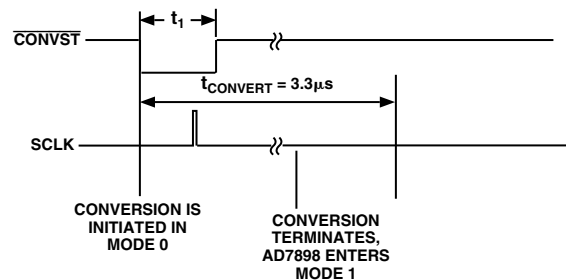 t1
CONVST
tCONVERT = 3.3µs
SCLK
CONVERSION IS
INITIATED IN
MODE 0
CONVERSION
TERMINATES,
AD7898 ENTERS
MODE 1